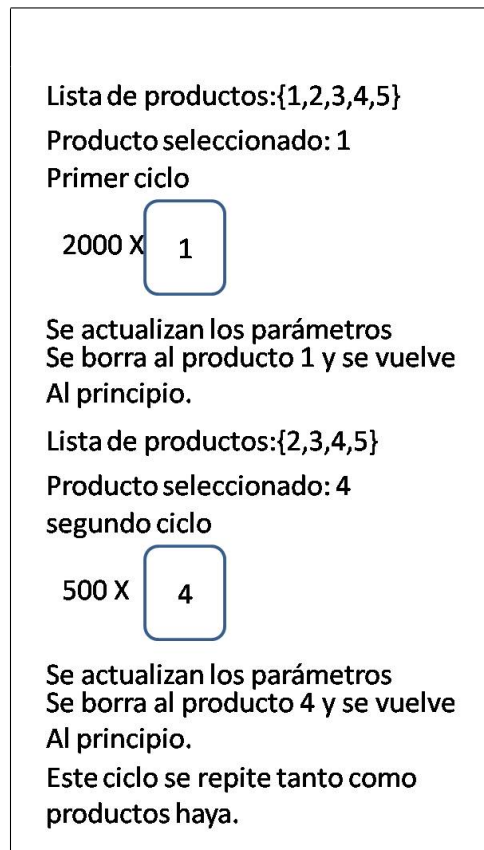 Lista de productos:{1,2,3,4,5}
Producto seleccionado: 1
Primer ciclo
2000 X 1
Se actualizan los parámetros
Se borra al producto 1 y se vuelve
Al principio.
Lista de productos:{2,3,4,5}
Producto seleccionado: 4
segundo ciclo
500 X 4
Se actualizan los parámetros
Se borra al producto 4 y se vuelve
Al principio.
Este ciclo se repite tanto como
productos haya.